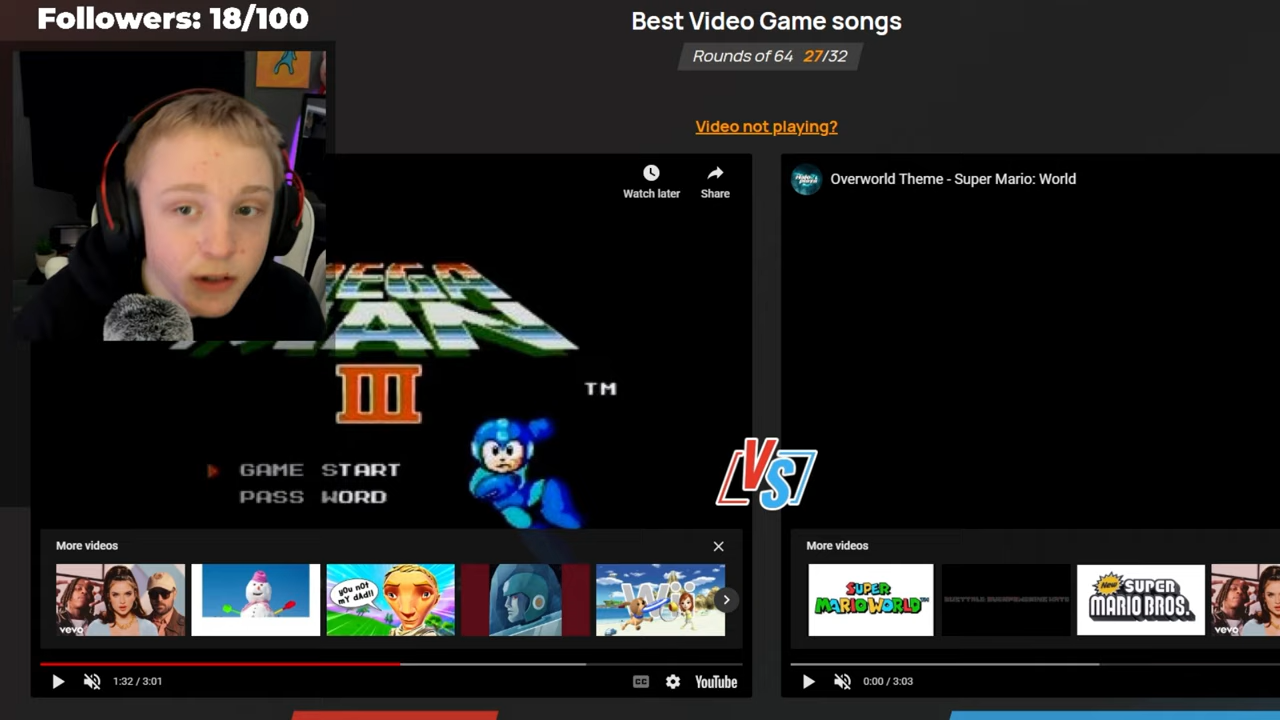 Followers: 18/100
Best Video Game songs
Rounds of 64 27/32
Video not playing?
Watch later
Share
Overworld Theme - Super Mario: World
MEGA
MAN
III
TM
GAME START
PASS WORD
VS
More videos
vevo
you not
mY dAd!!
Wii
1:32 / 3:01
CC
YouTube
More videos
SUPER
MARIO WORLD
New
SUPER
MARIO BROS.
vevo
0:00 / 3:03